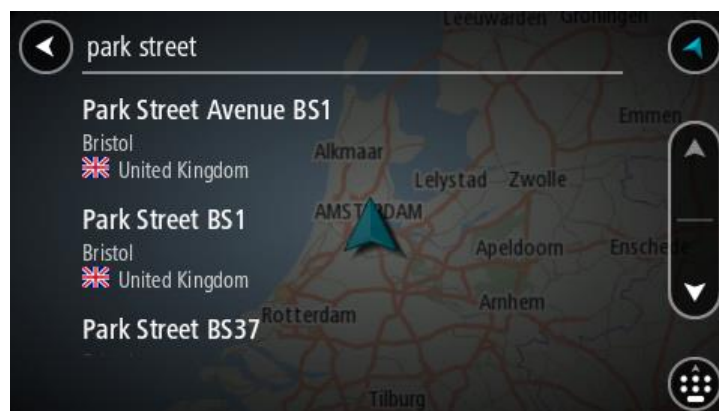 Leeuwarden Groningen
park street
Park Street Avenue BS1
Emmen
Bristol
Alkmaar
United Kingdom
Lelystad Zwolle
Park Street BS1
AMSTERDAM
Bristol
Apeldoorn
Enschede
United Kingdom
Arnhem
Rotterdam
Park Street BS37
Tilburg